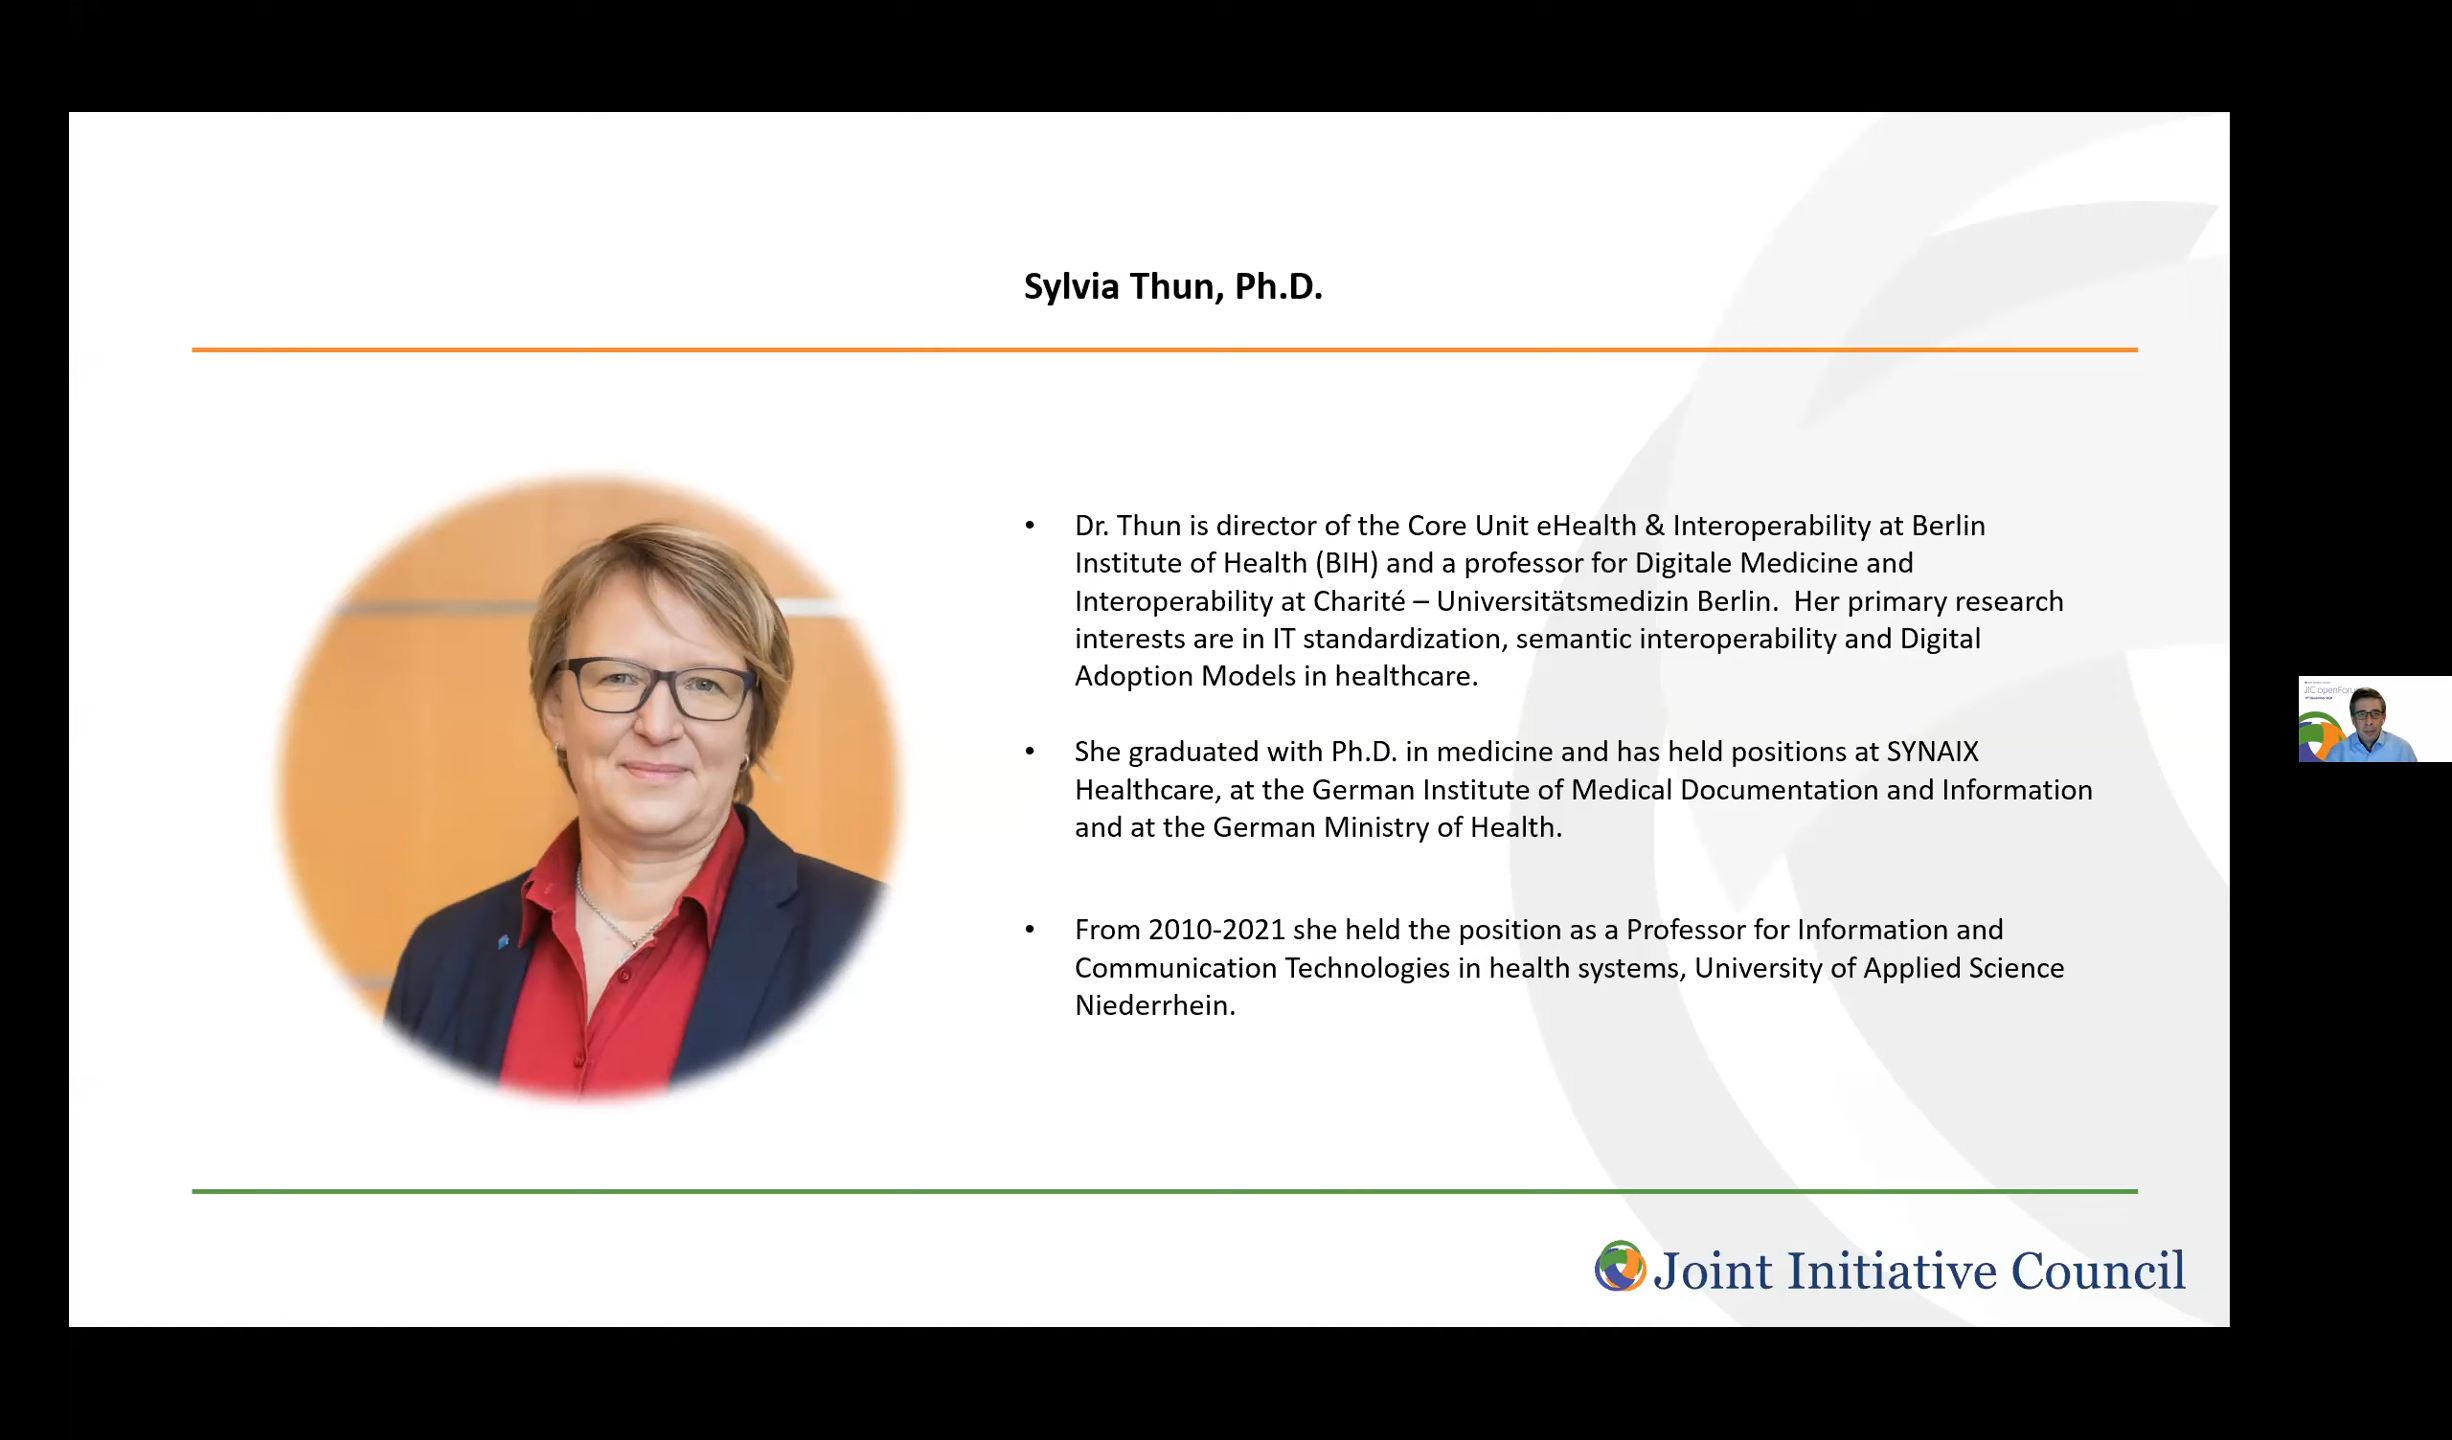 Sylvia Thun, Ph.D.
• Dr. Thun is director of the Core Unit eHealth & Interoperability at Berlin
Institute of Health (BIH) and a professor for Digitale Medicine and
Interoperability at Charité – Universitätsmedizin Berlin.  Her primary research
interests are in IT standardization, semantic interoperability and Digital
Adoption Models in healthcare.
• She graduated with Ph.D. in medicine and has held positions at SYNAIX
Healthcare, at the German Institute of Medical Documentation and Information
and at the German Ministry of Health.
• From 2010-2021 she held the position as a Professor for Information and
Communication Technologies in health systems, University of Applied Science
Niederrhein.
JIC
Joint Initiative Council